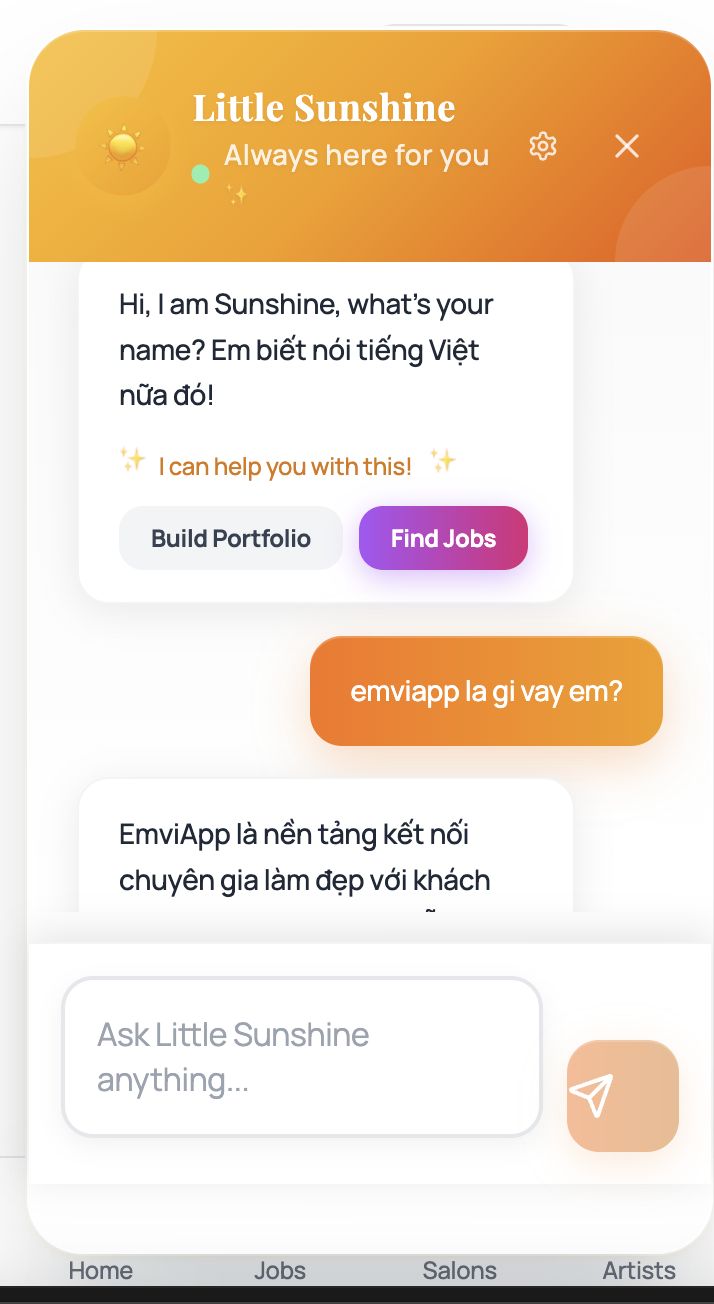 Little Sunshine
Always here for you
✨
Hi, I am Sunshine, what's your
name? Em biết nói tiếng Việt
nữa đó!
✨ I can help you with this! ✨
Build Portfolio
Find Jobs
emviapp la gi vay em?
EmviApp là nền tảng kết nối
chuyên gia làm đẹp với khách
Ask Little Sunshine
anything...
Home
Jobs
Salons
Artists